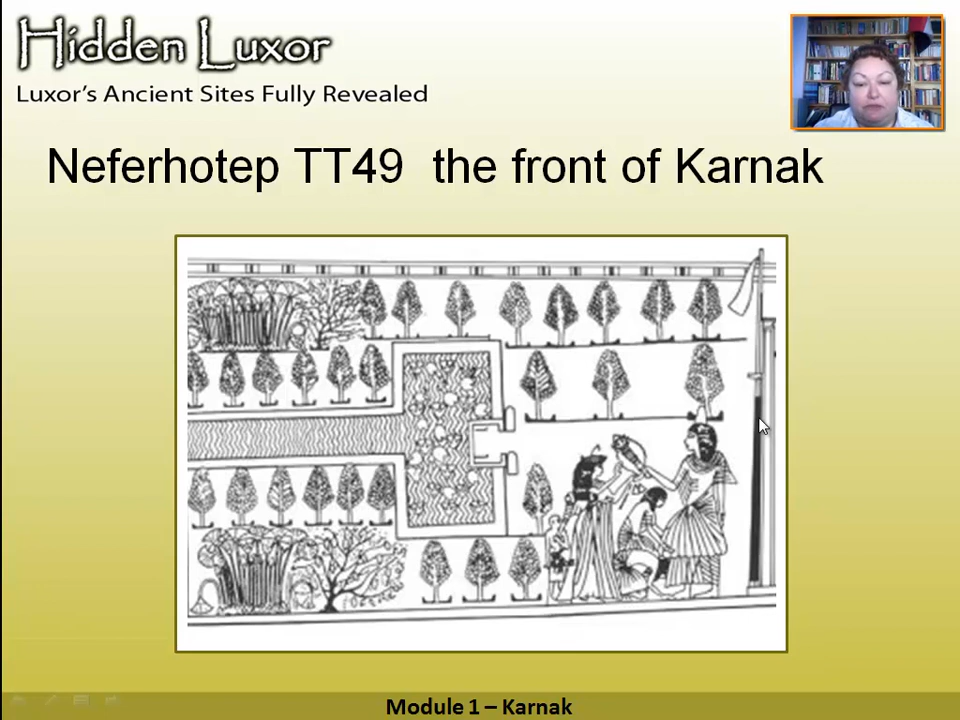 Hidden Luxor
Luxor's Ancient Sites Fully Revealed
Neferhotep TT49 the front of Karnak
Module 1 – Karnak